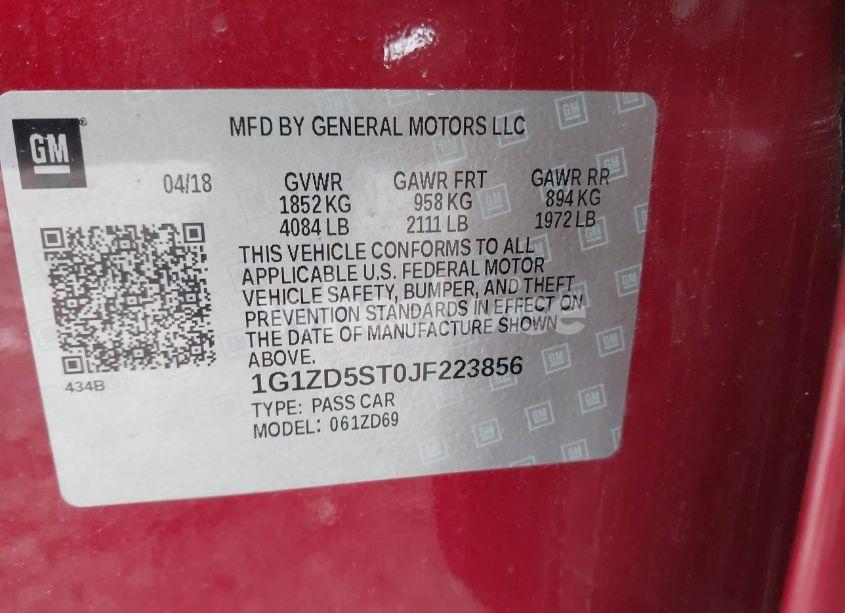 GM
MFD BY GENERAL MOTORS LLC
04/18
GVWR GAWR FRT GAWR RR
1852 KG 958 KG 894 KG
4084 LB 2111 LB 1972 LB
THIS VEHICLE CONFORMS TO ALL
APPLICABLE U.S. FEDERAL MOTOR
VEHICLE SAFETY, BUMPER, AND THEFT
PREVENTION STANDARDS IN EFFECT ON
THE DATE OF MANUFACTURE SHOWN
ABOVE.
434B
1G1ZD5ST0JF223856
TYPE: PASS CAR
MODEL: 061ZD69